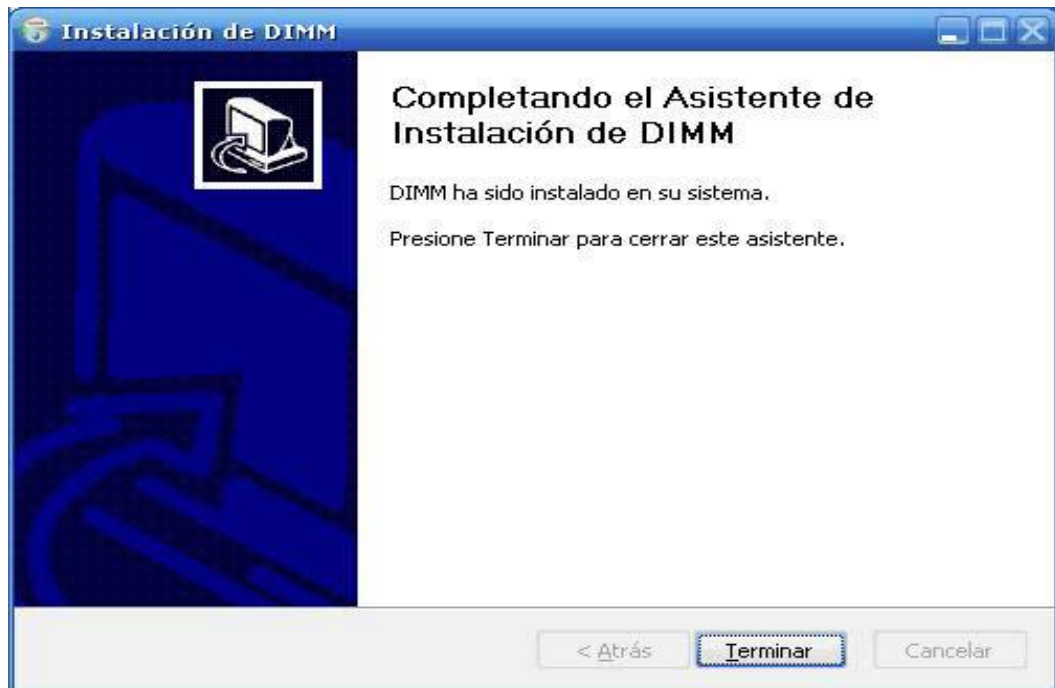 Instalación de DIMM
Completando el Asistente de
Instalación de DIMM
DIMM ha sido instalado en su sistema.
Presione Terminar para cerrar este asistente.
< Atrás
Terminar
Cancelar